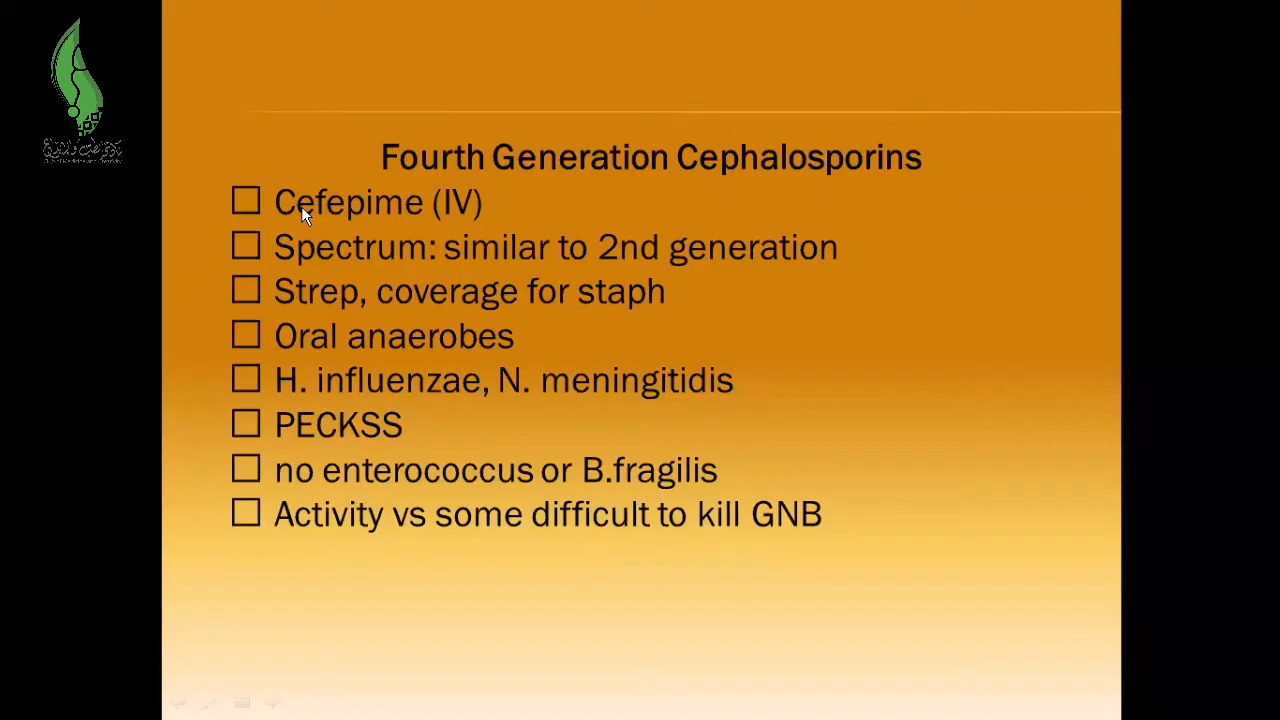 Fourth Generation Cephalosporins
Cefepime (IV)
Spectrum: similar to 2nd generation
Strep, coverage for staph
Oral anaerobes
H. influenzae, N. meningitidis
PECKSS
no enterococcus or B.fragilis
Activity vs some difficult to kill GNB